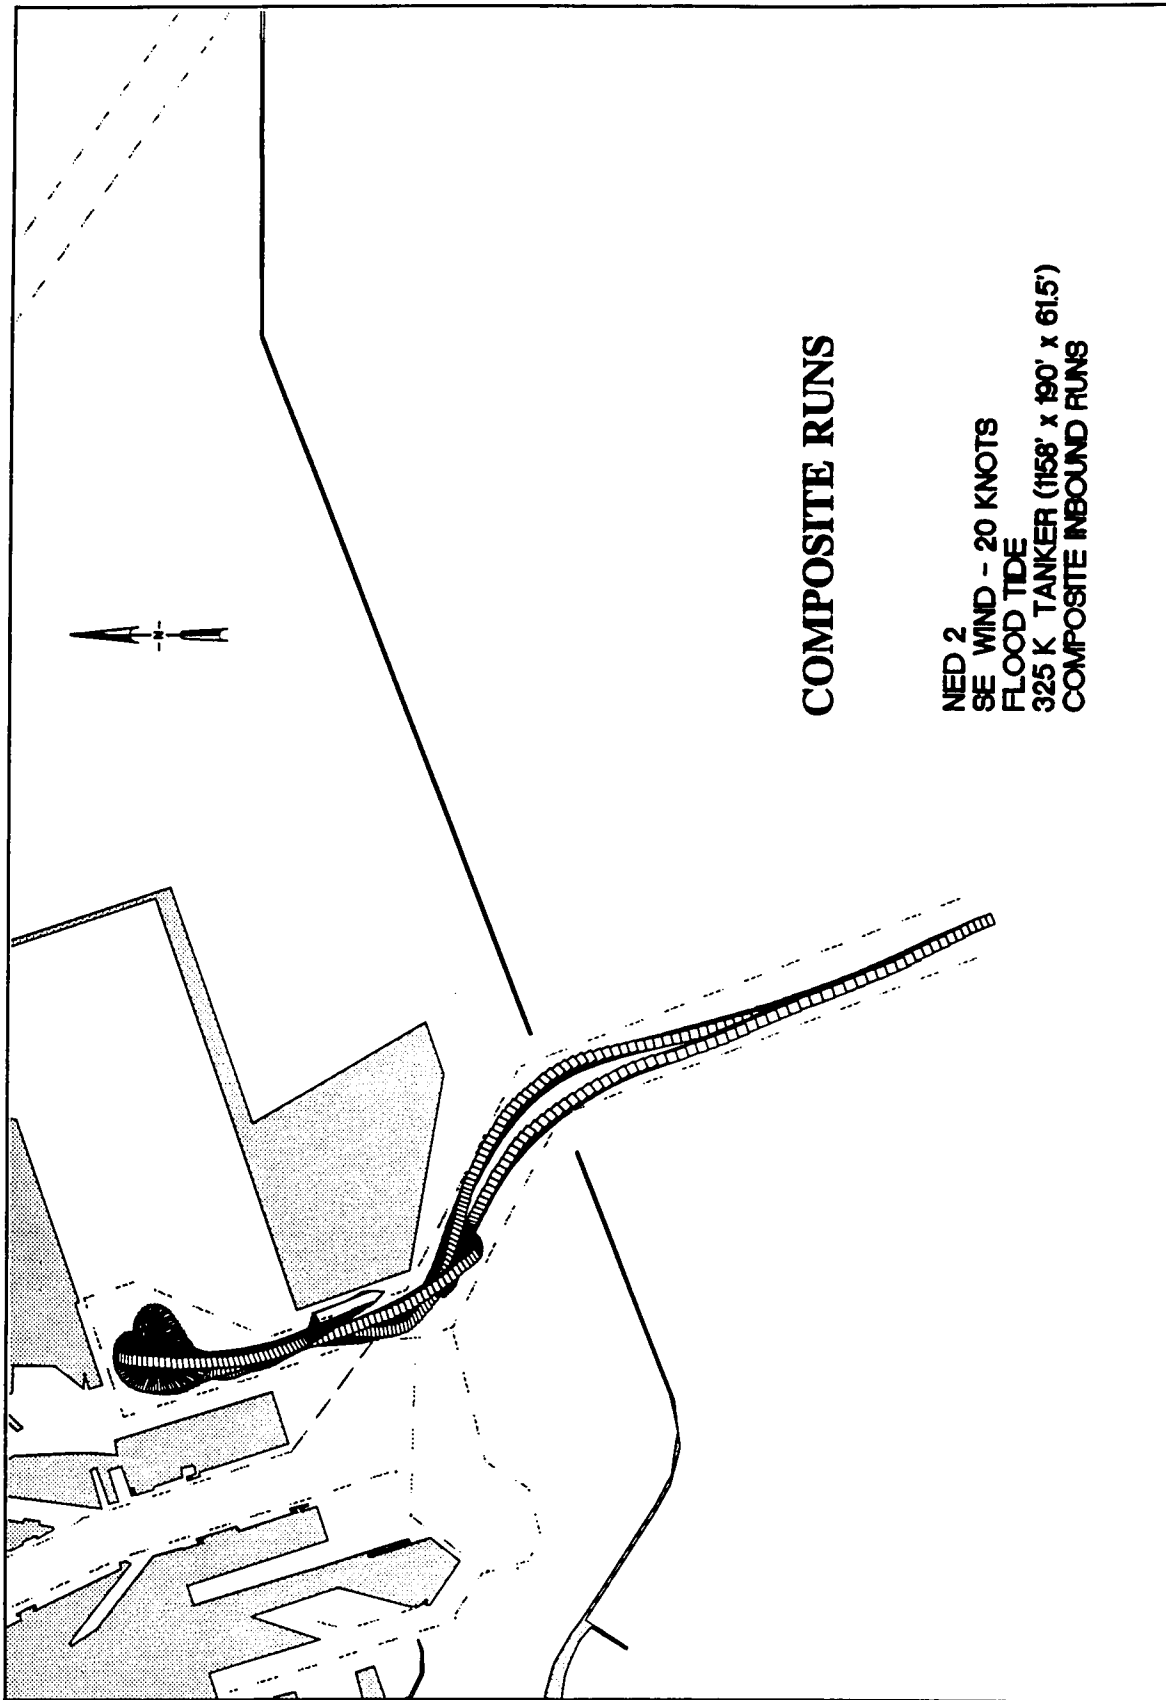 N
COMPOSITE RUNS
NED 2
SE WIND - 20 KNOTS
FLOOD TIDE
325 K TANKER (1158' x 190' x 61.5')
COMPOSITE INBOUND RUNS